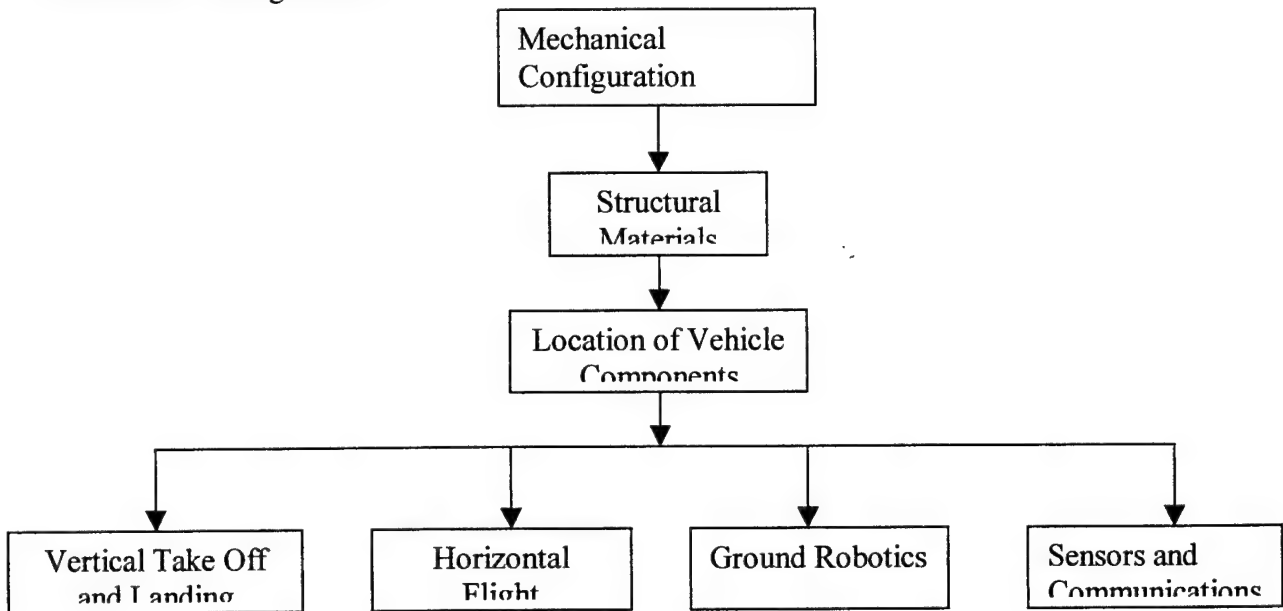 Mechanical
Configuration
Structural
Materials
Location of Vehicle
Components
Vertical Take Off
and Landing
Horizontal
Flight
Ground Robotics
Sensors and
Communications